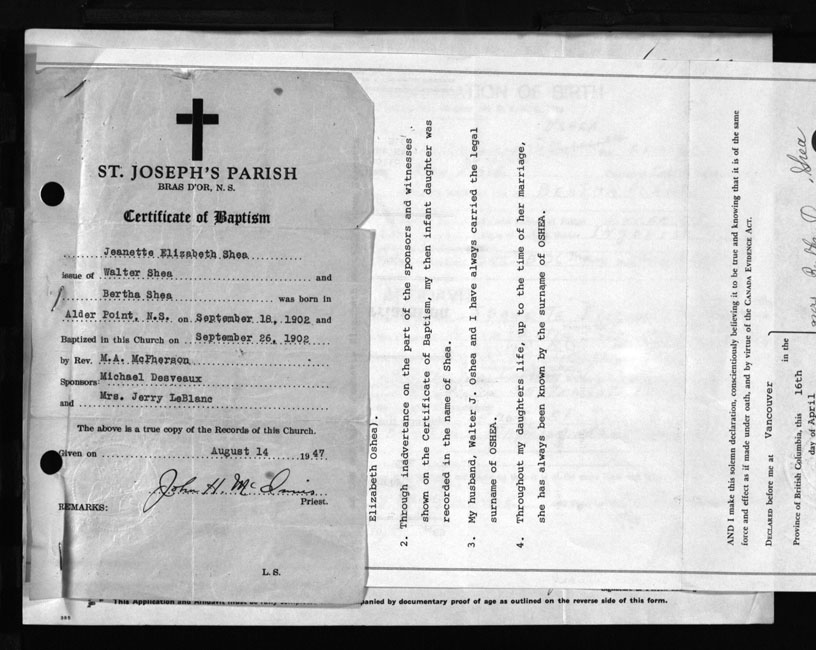 ST. JOSEPH'S PARISH
BRAS D'OR, N. S.
Certificate of Baptism
Jeanette Elizabeth Shea
issue of Walter Shea and
Bertha Shea was born in
Alder Point, N.S. on September 18, 1902 and
Baptized in this Church on September 26, 1902
by Rev. M.A. McPherson
Sponsors: Michael Desveaux
and Mrs. Jerry LeBlanc
The above is a true copy of the Records of this Church.
Given on August 14 1947
John H. McDavis
Priest.
REMARKS:
L. S.
Elizabeth Oshea).
2. Through inadvertance on the part of the sponsors and witnesses
shown on the Certificate of Baptism, my then infant daughter was
recorded in the name of Shea.
3. My husband, Walter J. Oshea and I have always carried the legal
surname of OSHEA.
4. Throughout my daughters life, up to the time of her marriage,
she has always been known by the surname of OSHEA.
AND I make this solemn declaration, conscientiously believing it to be true and knowing that it is of the same
force and effect as if made under oath, and by virtue of the CANADA EVIDENCE ACT.
DECLARED before me at Vancouver in the
Province of British Columbia, this 16th
day of April
Shea
This Application and Affidavit must be fully
anied by documentary proof of age as outlined on the reverse side of this form.